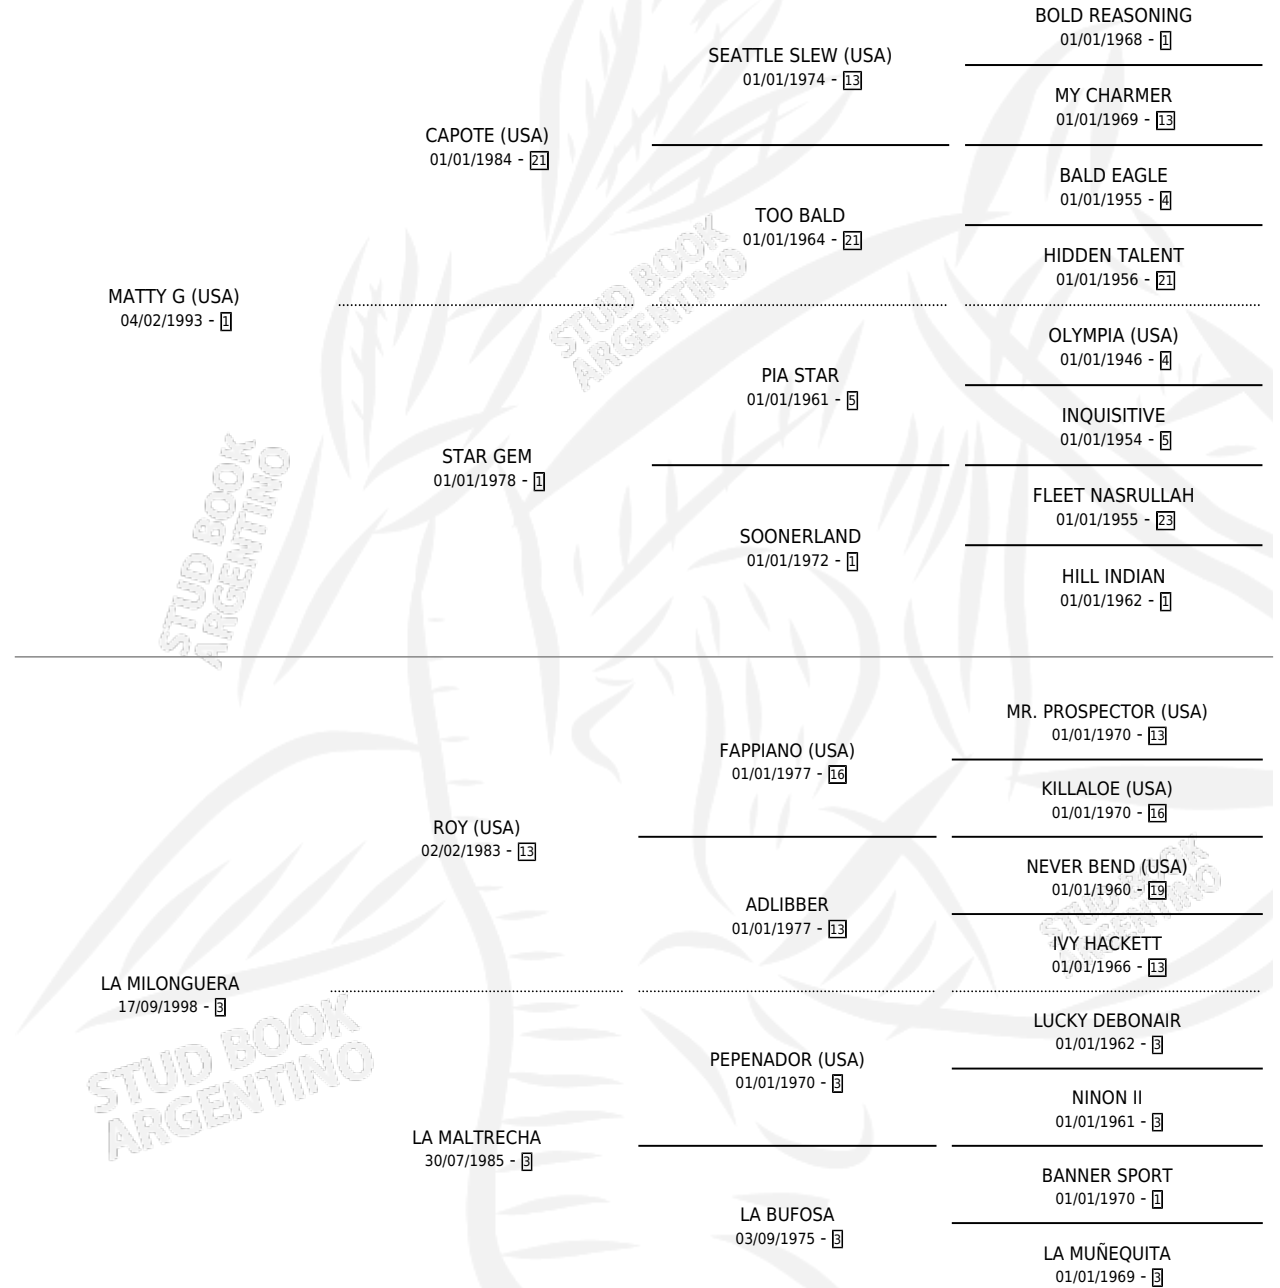 BOLD REASONING
01/01/1968 - 1
SEATTLE SLEW (USA)
01/01/1974 - 13
MY CHARMER
01/01/1969 - 13
CAPOTE (USA)
01/01/1984 - 21
BALD EAGLE
01/01/1955 - 4
TOO BALD
01/01/1964 - 21
HIDDEN TALENT
01/01/1956 - 21
MATTY G (USA)
04/02/1993 - 1
STUD BOOK
ARGENTINO
OLYMPIA (USA)
01/01/1946 - 4
PIA STAR
01/01/1961 - 5
INQUISITIVE
01/01/1954 - 5
STAR GEM
01/01/1978 - 1
FLEET NASRULLAH
01/01/1955 - 23
SOONERLAND
01/01/1972 - 1
HILL INDIAN
01/01/1962 - 1
STUD BOOK
ARGENTINO
MR. PROSPECTOR (USA)
01/01/1970 - 13
FAPPIANO (USA)
01/01/1977 - 16
KILLALOE (USA)
01/01/1970 - 16
ROY (USA)
02/02/1983 - 13
NEVER BEND (USA)
01/01/1960 - 19
ADLIBBER
01/01/1977 - 13
IVY HACKETT
01/01/1966 - 13
STUD BOOK
ARGENTINO
LA MILONGUERA
17/09/1998 - 3
LUCKY DEBONAIR
01/01/1962 - 3
PEPENADOR (USA)
01/01/1970 - 3
NINON II
01/01/1961 - 3
STUD BOOK
ARGENTINO
LA MALTRECHA
30/07/1985 - 3
BANNER SPORT
01/01/1970 - 1
LA BUFOSA
03/09/1975 - 3
LA MUÑEQUITA
01/01/1969 - 3